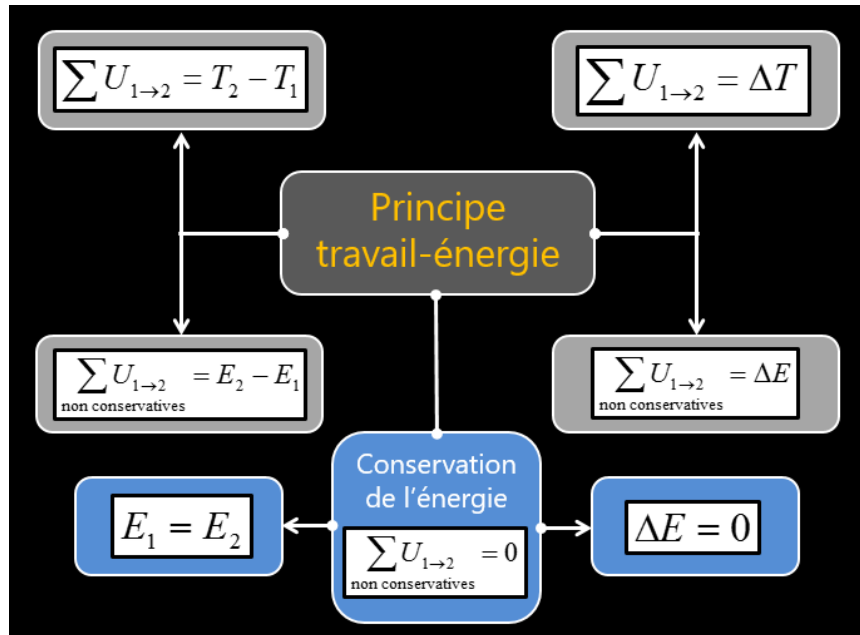 ∑ U₁→₂ = T₂ − T₁
∑ U₁→₂ = ΔT
Principe
travail-énergie
∑ U₁→₂ = E₂ − E₁
non conservatives
∑ U₁→₂ = ΔE
non conservatives
Conservation
de l’énergie
∑ U₁→₂ = 0
non conservatives
E₁ = E₂
ΔE = 0